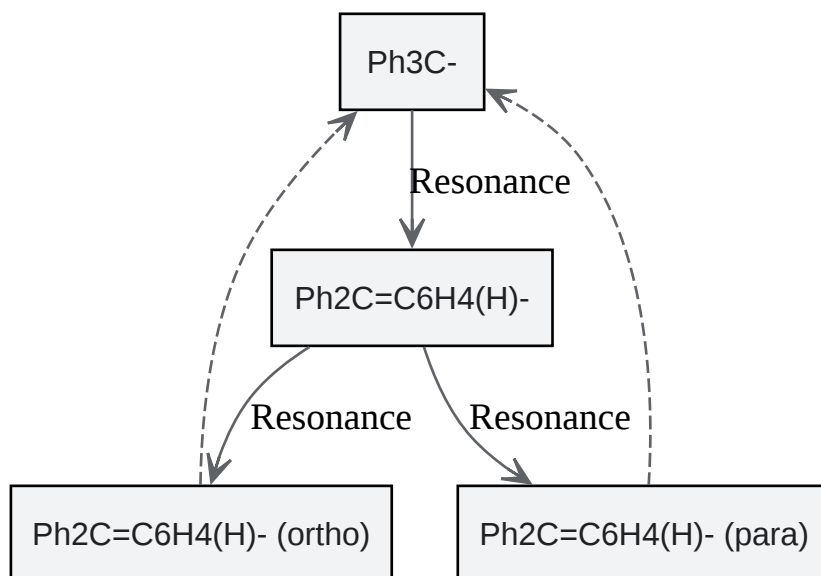 Ph3C-
Resonance
Ph2C=C6H4(H)-
Resonance
Resonance
Ph2C=C6H4(H)- (ortho)
Ph2C=C6H4(H)- (para)